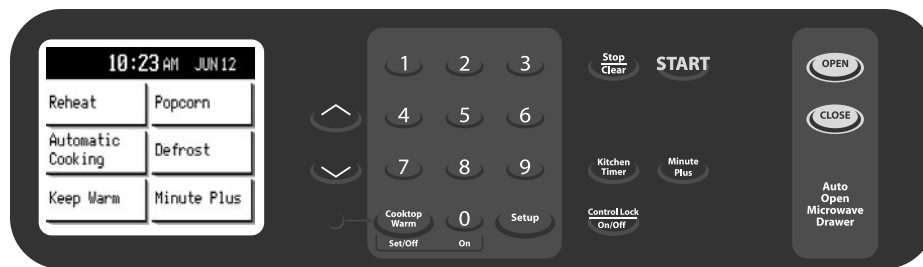 10:23 AM JUN 12
Reheat
Popcorn
Automatic
Cooking
Defrost
Keep Warm
Minute Plus
1 2 3
4 5 6
7 8 9
Cooktop
Warm
0
Setup
Set/Off
On
Stop
Clear
START
Kitchen
Timer
Minute
Plus
Control Lock
On/Off
OPEN
CLOSE
Auto
Open
Microwave
Drawer